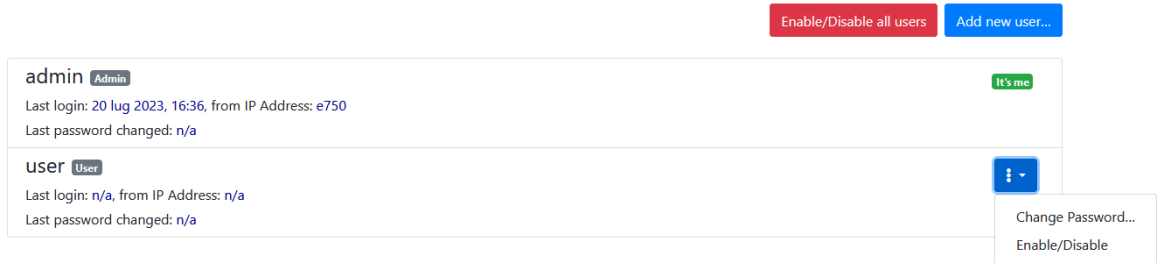 Enable/Disable all users Add new user...
admin Admin It's me
Last login: 20 lug 2023, 16:36, from IP Address: e750
Last password changed: n/a
user User
Last login: n/a, from IP Address: n/a
Last password changed: n/a
Change Password...
Enable/Disable